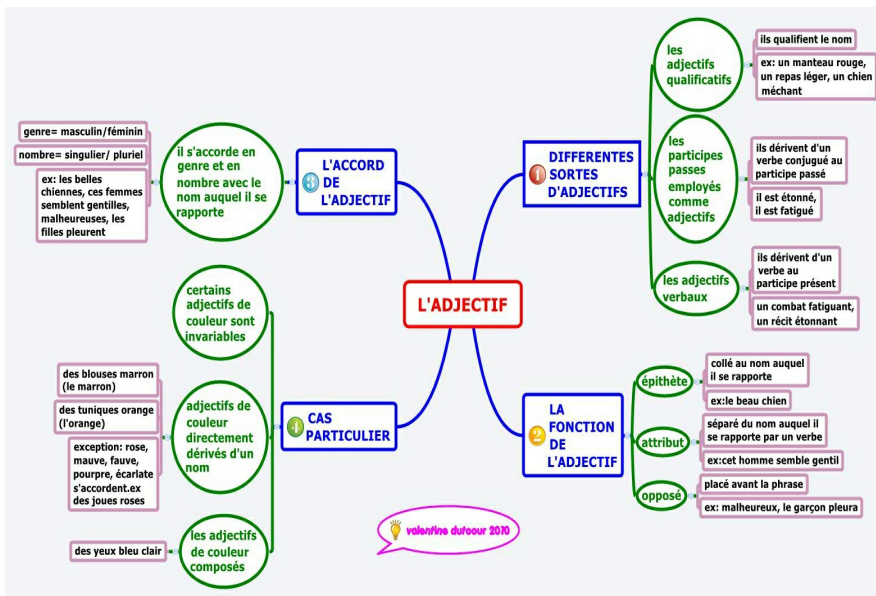 L'ADJECTIF
1
DIFFERENTES
SORTES
D'ADJECTIFS
les
adjectifs
qualificatifs
ils qualifient le nom
ex: un manteau rouge,
un repas léger, un chien
méchant
les
participes
passes
employés
comme
adjectifs
ils dérivent d'un
verbe conjugué au
participe passé
il est étonné,
il est fatigué
les adjectifs
verbaux
ils dérivent d'un
verbe au
participe présent
un combat fatiguant,
un récit étonnant
2
LA
FONCTION
DE
L'ADJECTIF
épithète
collé au nom auquel
il se rapporte
ex:le beau chien
attribut
séparé du nom auquel il
se rapporte par un verbe
ex:cet homme semble gentil
opposé
placé avant la phrase
ex: malheureux, le garçon pleura
3
L'ACCORD
DE
L'ADJECTIF
il s'accorde en
genre et en
nombre avec le
nom auquel il se
rapporte
genre= masculin/féminin
nombre= singulier/ pluriel
ex: les belles
chiennes, ces femmes
semblent gentilles,
malheureuses, les
filles pleurent
4
CAS
PARTICULIER
certains
adjectifs de
couleur sont
invariables
adjectifs de
couleur
directement
dérivés d'un
nom
des blouses marron
(le marron)
des tuniques orange
(l'orange)
exception: rose,
mauve, fauve,
pourpre, écarlate
s'accordent.ex
des joues roses
les adjectifs
de couleur
composés
des yeux bleu clair
valentine dufoour 2010